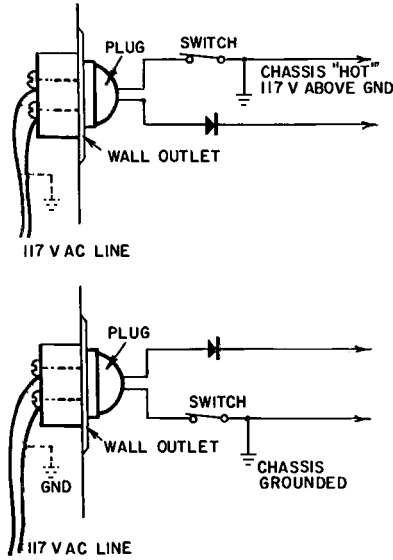 PLUG
SWITCH
CHASSIS "HOT"
117 V ABOVE GND
WALL OUTLET
117 V AC LINE
PLUG
SWITCH
WALL OUTLET
GND
CHASSIS
GROUNDED
117 V AC LINE